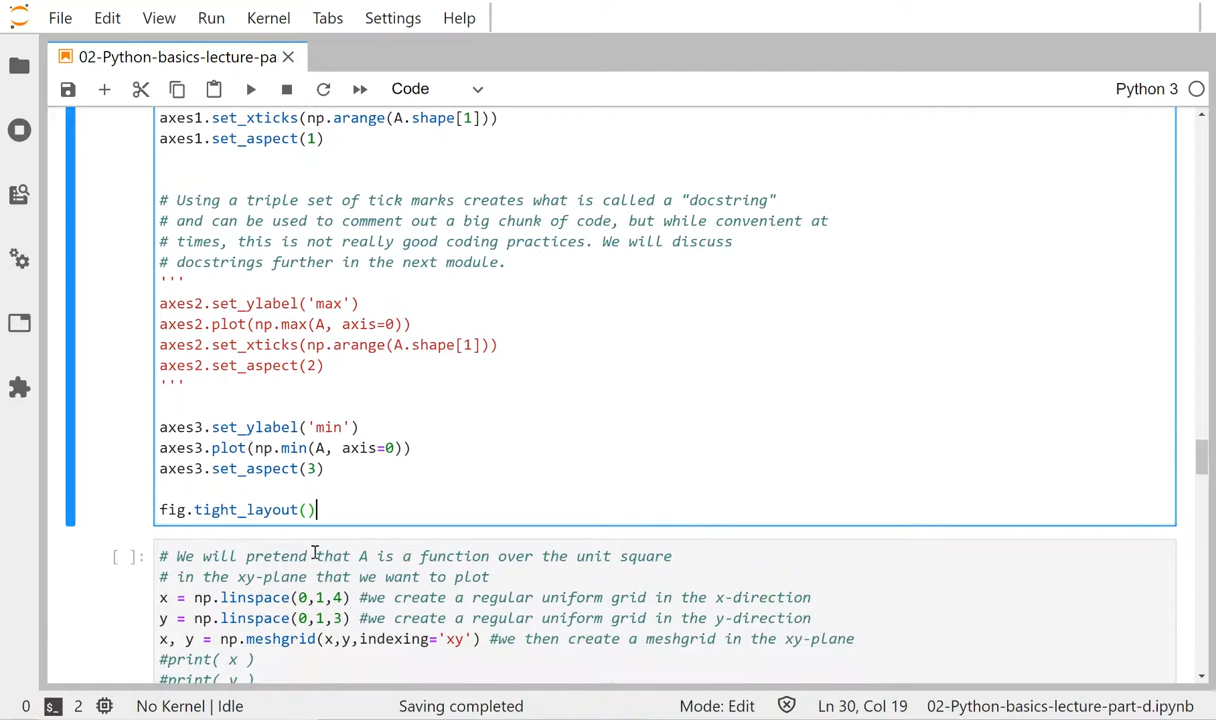 File Edit View Run Kernel Tabs Settings Help
02-Python-basics-lecture-pa
Code
Python 3
axes1.set_xticks(np.arange(A.shape[1]))
axes1.set_aspect(1)
# Using a triple set of tick marks creates what is called a "docstring"
# and can be used to comment out a big chunk of code, but while convenient at
# times, this is not really good coding practices. We will discuss
# docstrings further in the next module.
'''
axes2.set_ylabel('max')
axes2.plot(np.max(A, axis=0))
axes2.set_xticks(np.arange(A.shape[1]))
axes2.set_aspect(2)
'''
axes3.set_ylabel('min')
axes3.plot(np.min(A, axis=0))
axes3.set_aspect(3)
fig.tight_layout()
[ ]: # We will pretend that A is a function over the unit square
# in the xy-plane that we want to plot
x = np.linspace(0,1,4) #we create a regular uniform grid in the x-direction
y = np.linspace(0,1,3) #we create a regular uniform grid in the y-direction
x, y = np.meshgrid(x,y,indexing='xy') #we then create a meshgrid in the xy-plane
#print( x )
#print( y )
0 2 No Kernel | Idle Saving completed Mode: Edit Ln 30, Col 19 02-Python-basics-lecture-part-d.ipynb